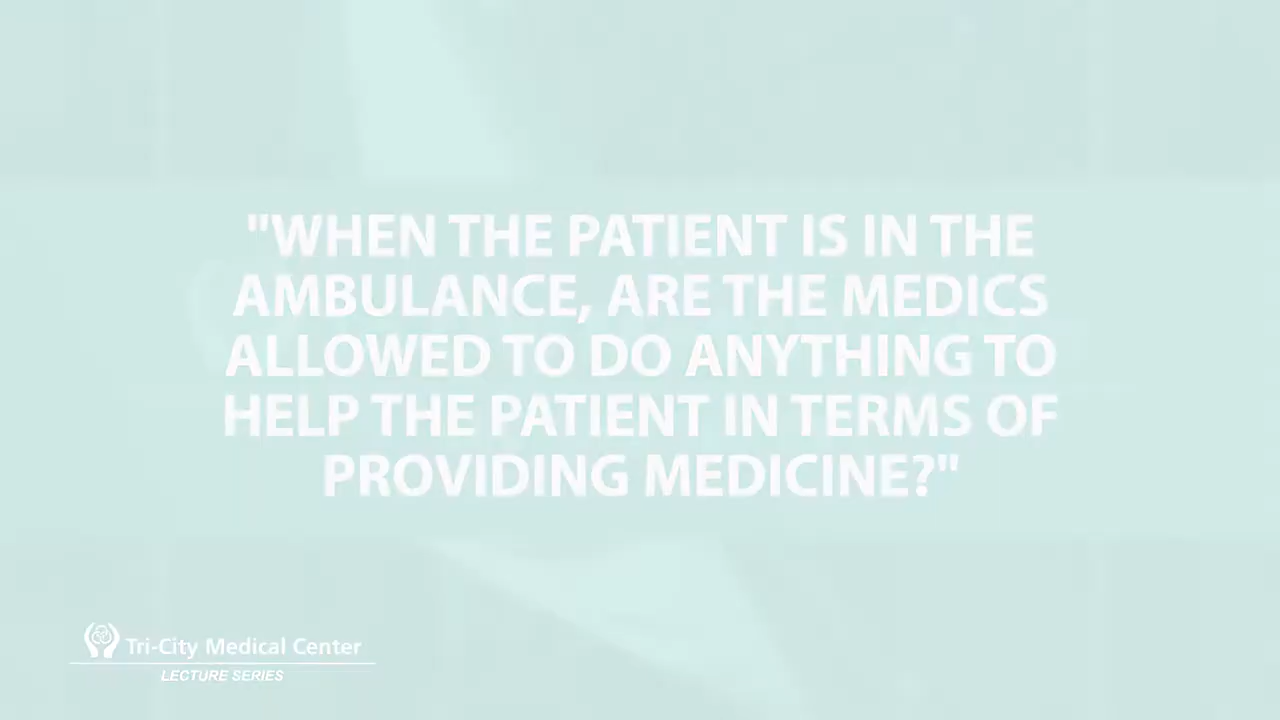 "WHEN THE PATIENT IS IN THE
AMBULANCE, ARE THE MEDICS
ALLOWED TO DO ANYTHING TO
HELP THE PATIENT IN TERMS OF
PROVIDING MEDICINE?"
Tri-City Medical Center
LECTURE SERIES